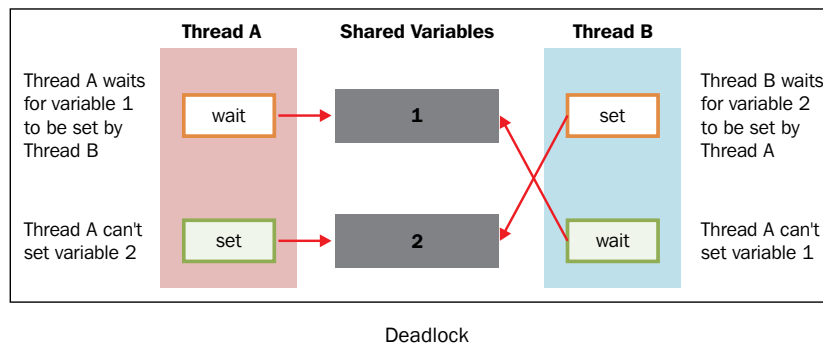 Thread A
Shared Variables
Thread B
Thread A waits
for variable 1
to be set by
Thread B
wait
1
set
Thread B waits
for variable 2
to be set by
Thread A
Thread A can't
set variable 2
set
2
wait
Thread A can't
set variable 1
Deadlock